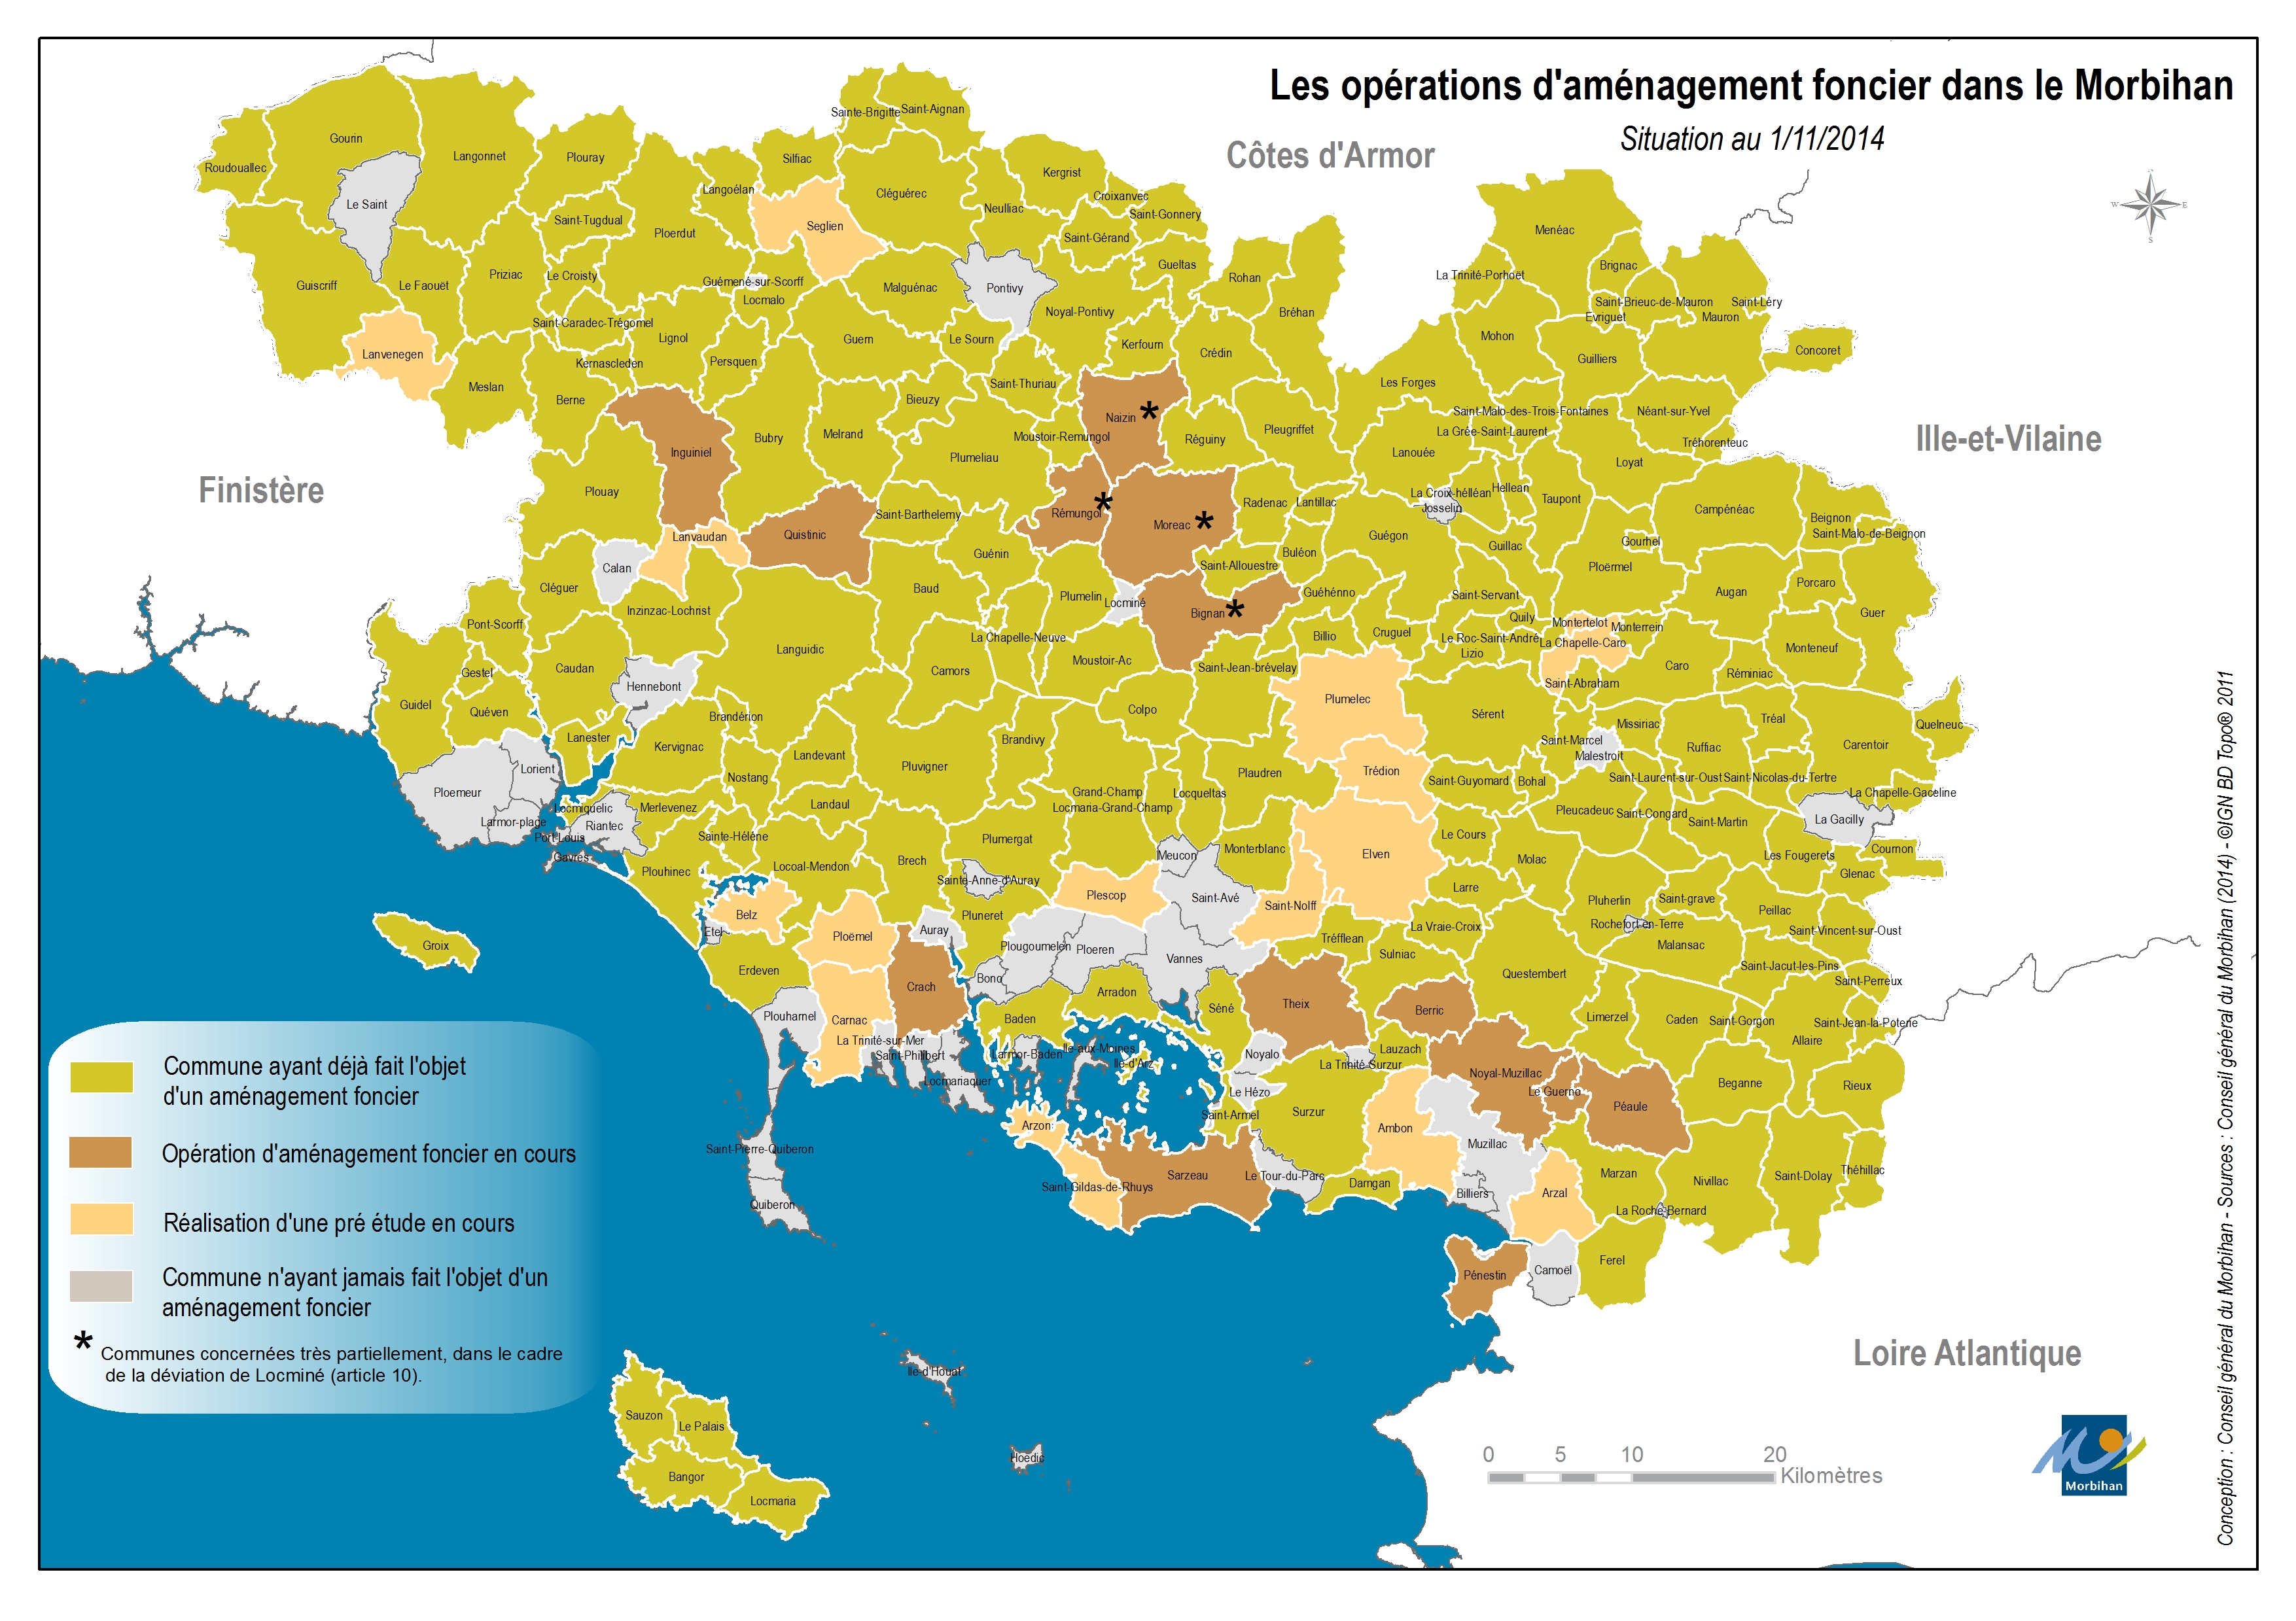 Les opérations d'aménagement foncier dans le Morbihan
Situation au 1/11/2014
Côtes d'Armor
Finistère
Ille-et-Vilaine
Loire Atlantique
Sainte-Brigitte
Saint-Aignan
Gourin
Langonnet
Plouray
Silfiac
Roudouallec
Le Saint
Langoëlan
Cléguérec
Kergrist
Croixanvec
Neulliac
Saint-Gonnery
Saint-Tugdual
Ploerdut
Seglien
Saint-Gérand
Menéac
Guiscriff
Le Faouët
Priziac
Le Croisty
Guémené-sur-Scorff
Locmalo
Malguénac
Pontivy
Gueltas
Rohan
La Trinité-Porhoët
Brignac
Saint-Brieuc-de-Mauron
Saint-Léry
Evriguet
Mauron
Bréhan
Noyal-Pontivy
Saint-Caradec-Trégomel
Lignol
Guern
Le Sourn
Kerfourn
Crédin
Mohon
Guilliers
Concoret
Lanvenegen
Kernascleden
Persquen
Meslan
Berne
Saint-Thuriau
Bieuzy
Les Forges
Saint-Malo-des-Trois-Fontaines
Néant-sur-Yvel
Naizin
Inguiniel
Bubry
Melrand
Moustoir-Remungol
Réguiny
Pleugriffet
La Grée-Saint-Laurent
Tréhorenteuc
Lanouée
Plumeliau
Loyat
Plouay
La Croix-hélléan
Hellean
Josselin
Taupont
Radenac
Lantillac
Campénéac
Rémungol
Moreac
Saint-Barthelemy
Quistinic
Lanvaudan
Guégon
Guillac
Gourhel
Beignon
Saint-Malo-de-Beignon
Calan
Guénin
Buléon
Saint-Allouestre
Ploërmel
Cléguer
Baud
Porcaro
Augan
Guer
Inzinzac-Lochrist
Plumelin
Locminé
Bignan
Guéhénno
Saint-Servant
Quily
Montertelot
Monterrein
Pont-Scorff
La Chapelle-Neuve
Billio
Cruguel
Le Roc-Saint-André
Lizio
La Chapelle-Caro
Monteneuf
Languidic
Moustoir-Ac
Saint-Jean-brévelay
Caro
Réminiac
Gestel
Caudan
Camors
Hennebont
Saint-Abraham
Plumelec
Guidel
Quéven
Brandérion
Colpo
Sérent
Missiriac
Tréal
Quelneuc
Lanester
Kervignac
Landevant
Brandivy
Saint-Marcel
Malestroit
Ruffiac
Carentoir
Lorient
Nostang
Pluvigner
Plaudren
Trédion
Saint-Guyomard
Bohal
Saint-Laurent-sur-Oust
Saint-Nicolas-du-Tertre
Ploemeur
Locmiquelic
Merlevenez
Landaul
Grand-Champ
Locmaria-Grand-Champ
Locqueltas
La Chapelle-Gaceline
Larmor-plage
Riantec
Port-Louis
Gavres
Sainte-Hélène
Plumergat
Pleucadeuc
Saint-Congard
Saint-Martin
La Gacilly
Plouhinec
Locoal-Mendon
Brech
Meucon
Monterblanc
Elven
Le Cours
Molac
Les Fougerets
Cournon
Glenac
Sainte-Anne-d'Auray
Plescop
Saint-Avé
Saint-Nolff
Larre
Pluherlin
Saint-grave
Peillac
Belz
Etel
Pluneret
Rochefort-en-Terre
Saint-Vincent-sur-Oust
Groix
Ploëmel
Auray
Plougoumelen
Ploeren
Vannes
Tréfflean
La Vraie-Croix
Sulniac
Malansac
Erdeven
Bono
Questembert
Saint-Jacut-les-Pins
Saint-Perreux
Crach
Arradon
Séné
Theix
Berric
Plouharnel
Carnac
Baden
Limerzel
Caden
Saint-Gorgon
Saint-Jean-la-Poterie
Allaire
La Trinité-sur-Mer
Saint-Philibert
Larmor-Baden
Ile-aux-Moines
Ile-d'Arz
Noyalo
La Trinité Surzur
Lauzach
Locmariaquer
Le Hézo
Noyal-Muzillac
Le Guerno
Péaule
Beganne
Rieux
Arzon
Saint-Armel
Surzur
Ambon
Muzillac
Saint-Pierre-Quiberon
Saint-Gildas-de-Rhuys
Sarzeau
Le Tour-du-Parc
Damgan
Billiers
Arzal
Marzan
Nivillac
Saint-Dolay
Théhillac
Quiberon
La Roche-Bernard
Pénestin
Camoël
Ferel
Ile-d'Houat
Hoedic
Sauzon
Le Palais
Bangor
Locmaria
Commune ayant déjà fait l'objet
d'un aménagement foncier
Opération d'aménagement foncier en cours
Réalisation d'une pré étude en cours
Commune n'ayant jamais fait l'objet d'un
aménagement foncier
* Communes concernées très partiellement, dans le cadre
de la déviation de Locminé (article 10).
0 5 10 20
Kilomètres
Morbihan
N
W E
S
Conception : Conseil général du Morbihan - Sources : Conseil général du Morbihan (2014) - ©IGN BD Topo® 2011